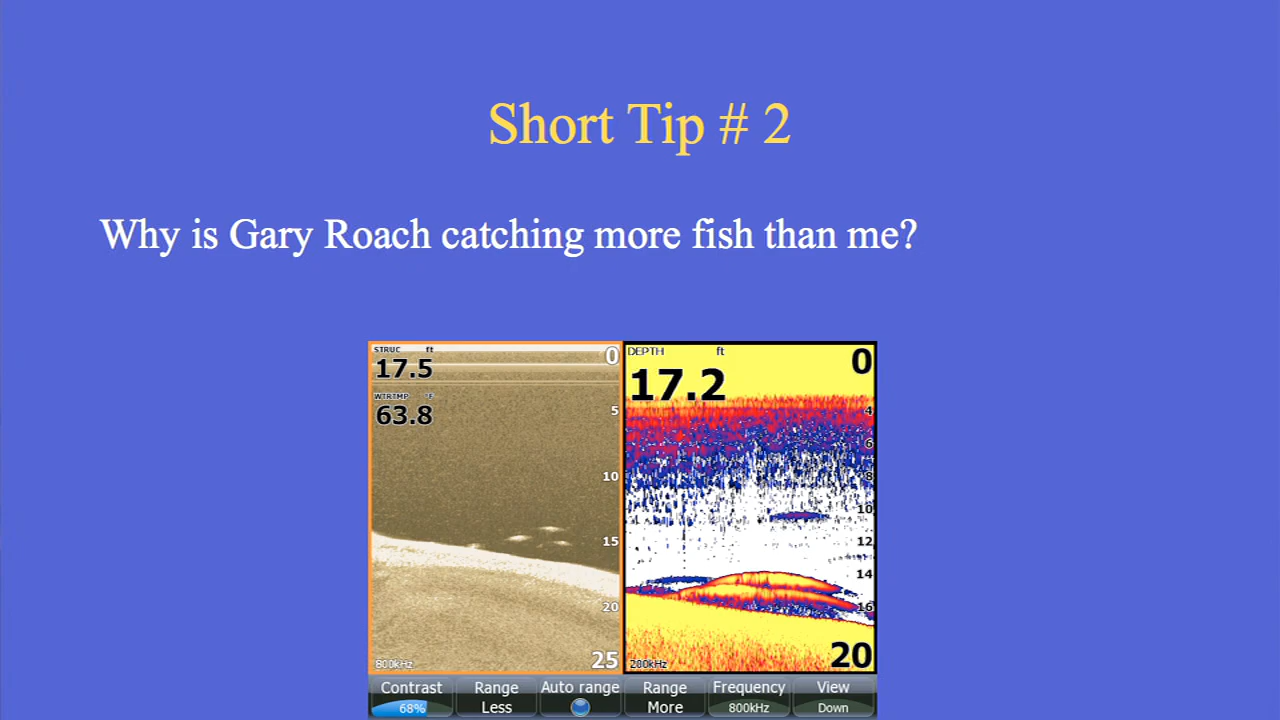 Short Tip # 2
Why is Gary Roach catching more fish than me?
STRUC ft
17.5
WTRTMP °F
63.8
0
5
10
15
20
25
800kHz
DEPTH ft
17.2
0
4
6
8
10
12
14
16
20
200kHz
Contrast
68%
Range
Less
Auto range
Range
More
Frequency
800kHz
View
Down